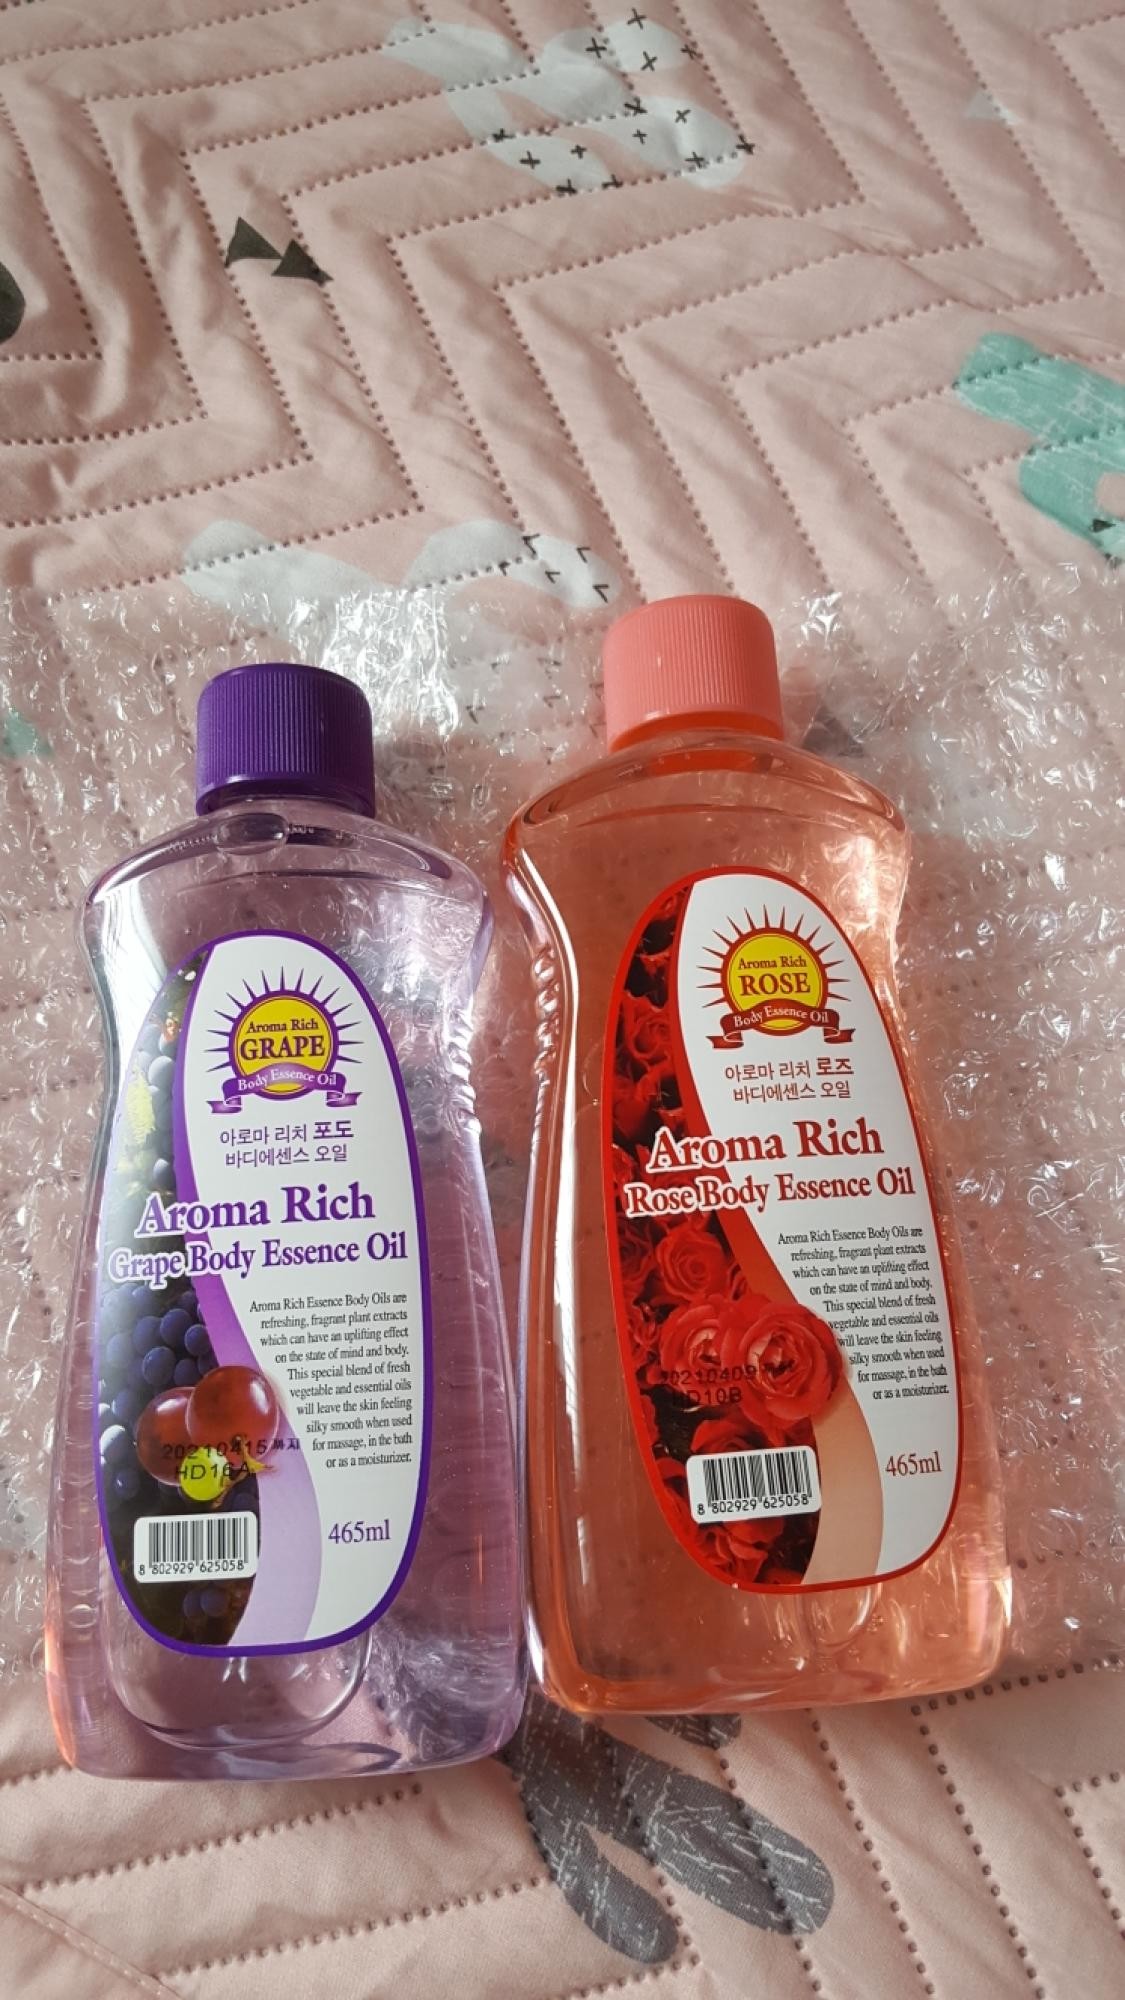 Aroma Rich
GRAPE
Body Essence Oil
아로마 리치 포도
바디에센스 오일
Aroma Rich
Grape Body Essence Oil
Aroma Rich Essence Body Oils are
refreshing, fragrant plant extracts
which can have an uplifting effect
on the state of mind and body.
This special blend of fresh
vegetable and essential oils
will leave the skin feeling
silky smooth when used
for massage, in the bath
or as a moisturizer.
20210415 까지
HD16A
465ml
8 802929 625058
Aroma Rich
ROSE
Body Essence Oil
아로마 리치 로즈
바디에센스 오일
Aroma Rich
Rose Body Essence Oil
Aroma Rich Essence Body Oils are
refreshing, fragrant plant extracts
which can have an uplifting effect
on the state of mind and body.
This special blend of fresh
vegetable and essential oils
will leave the skin feeling
silky smooth when used
for massage, in the bath
or as a moisturizer.
20210409 까지
HD10B
465ml
8 802929 625058